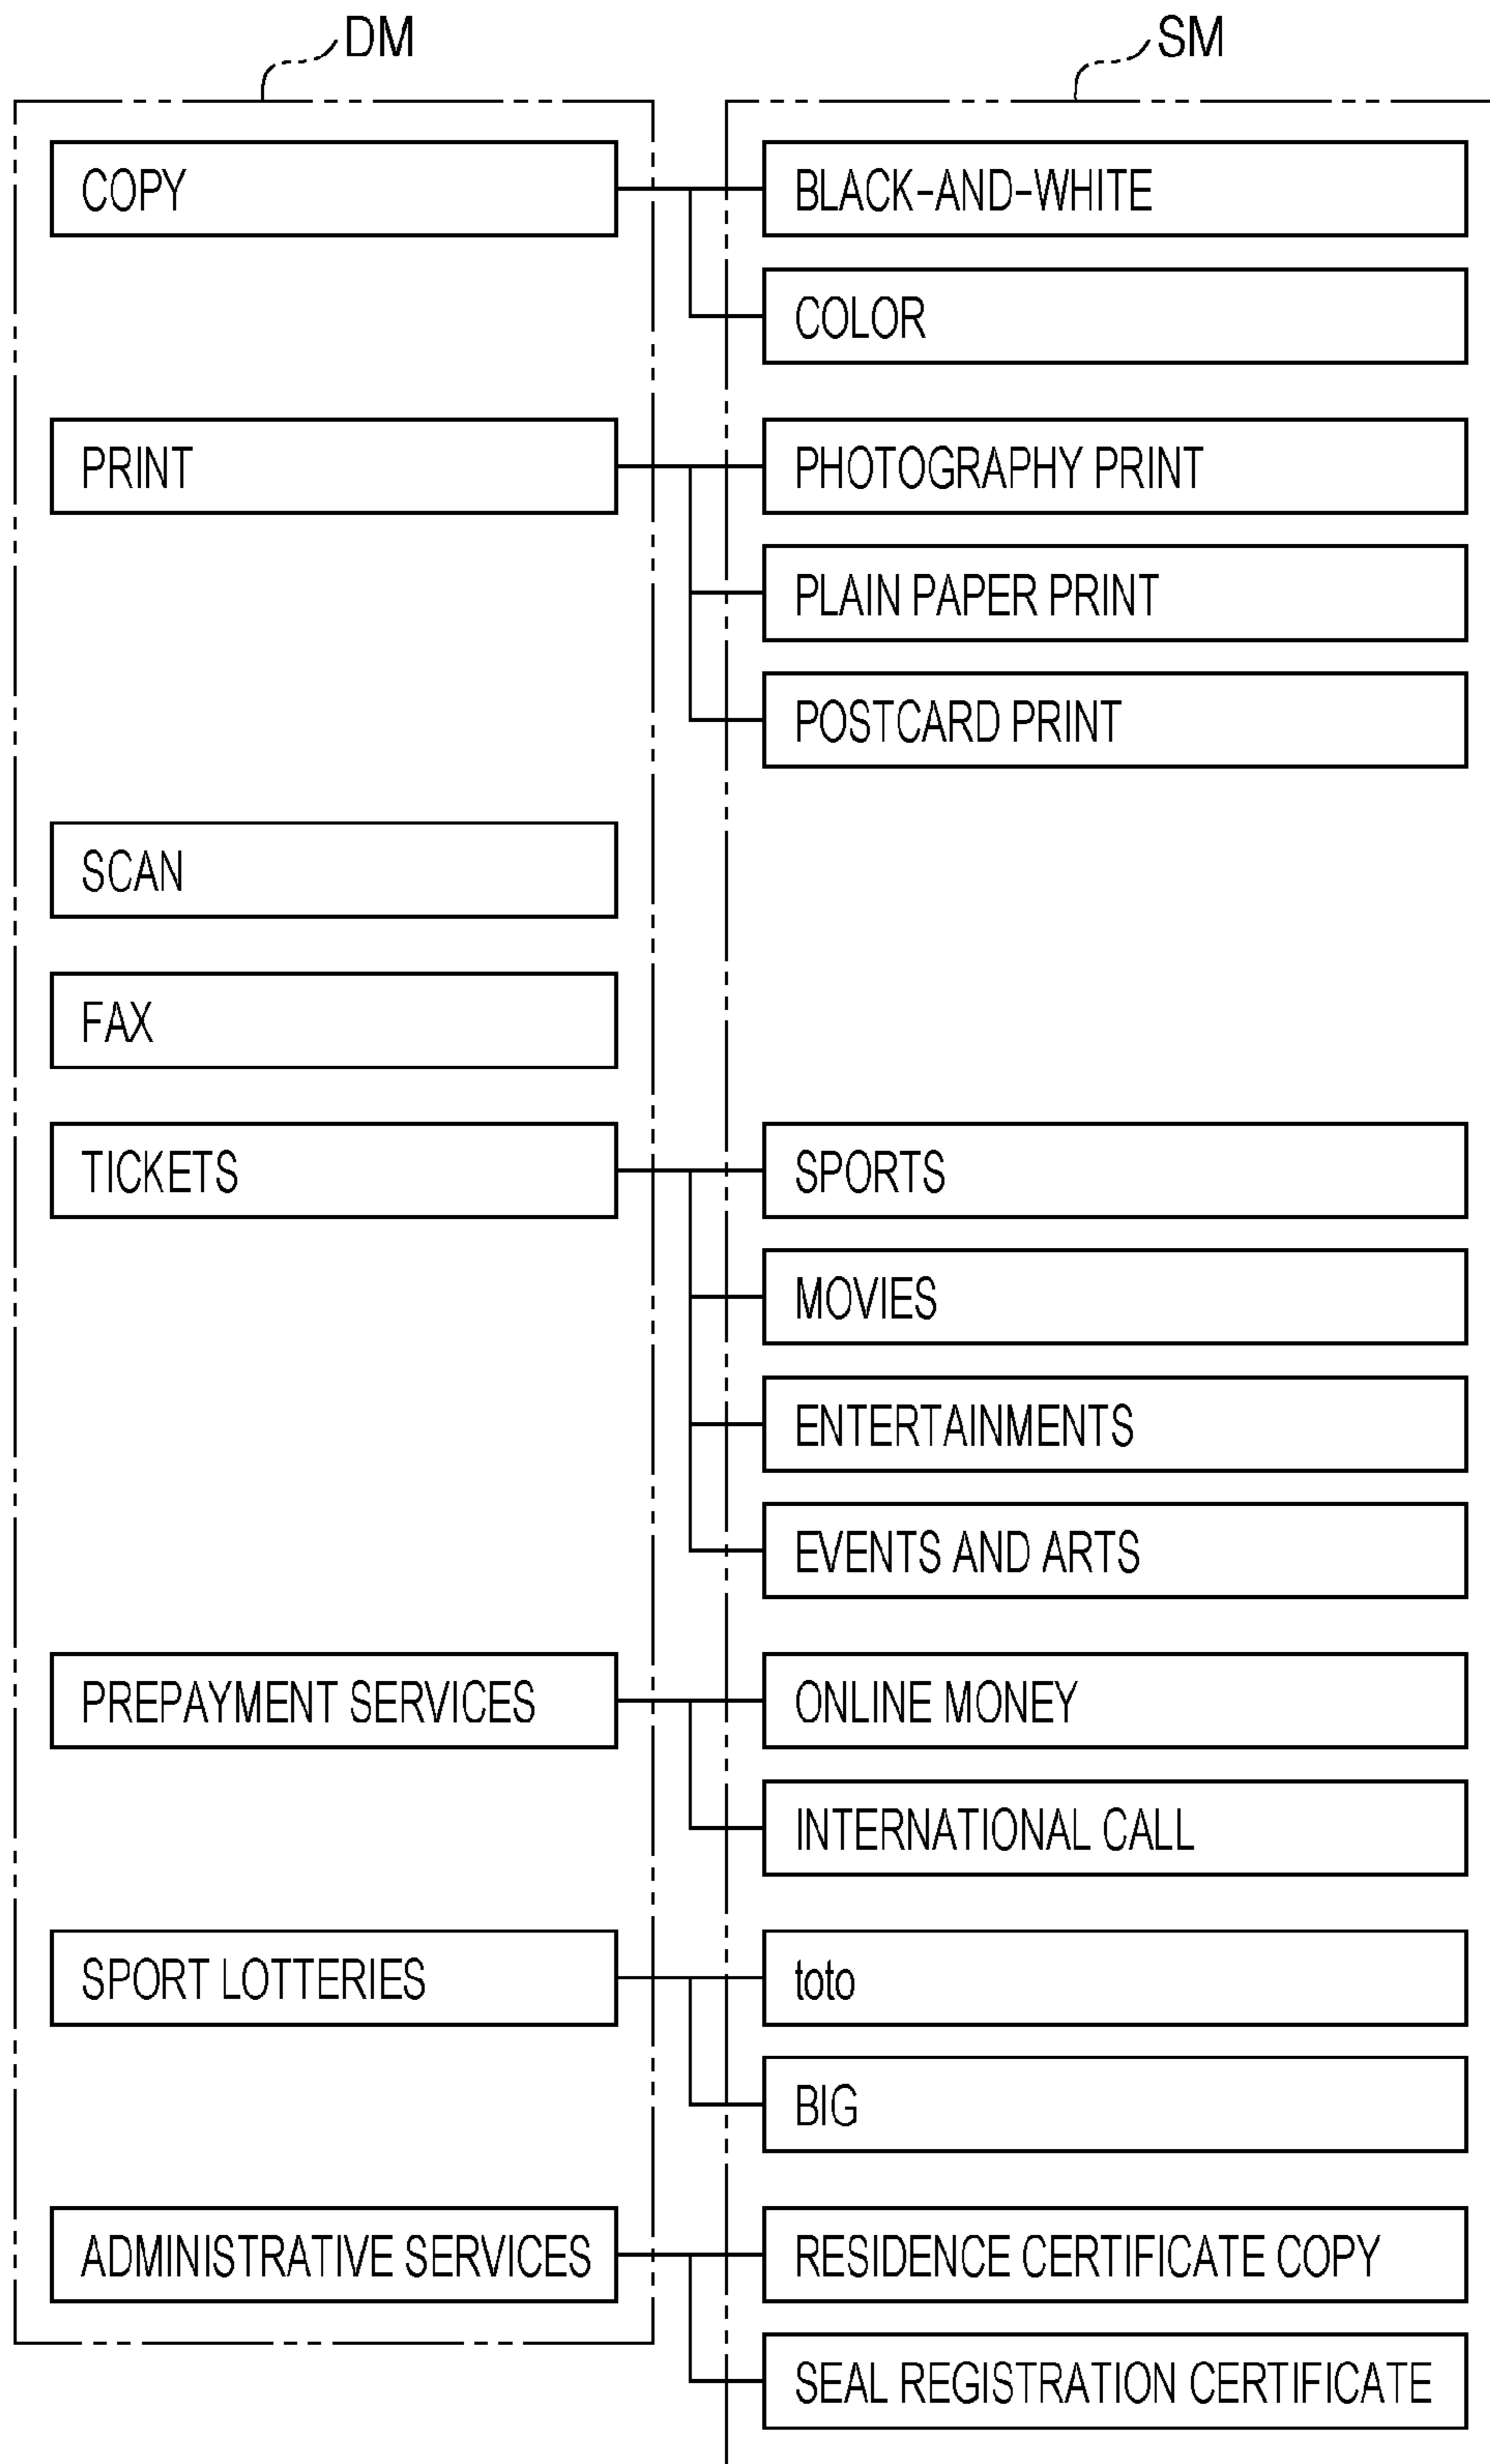 DM
SM
COPY
BLACK-AND-WHITE
COLOR
PRINT
PHOTOGRAPHY PRINT
PLAIN PAPER PRINT
POSTCARD PRINT
SCAN
FAX
TICKETS
SPORTS
MOVIES
ENTERTAINMENTS
EVENTS AND ARTS
PREPAYMENT SERVICES
ONLINE MONEY
INTERNATIONAL CALL
SPORT LOTTERIES
toto
BIG
ADMINISTRATIVE SERVICES
RESIDENCE CERTIFICATE COPY
SEAL REGISTRATION CERTIFICATE